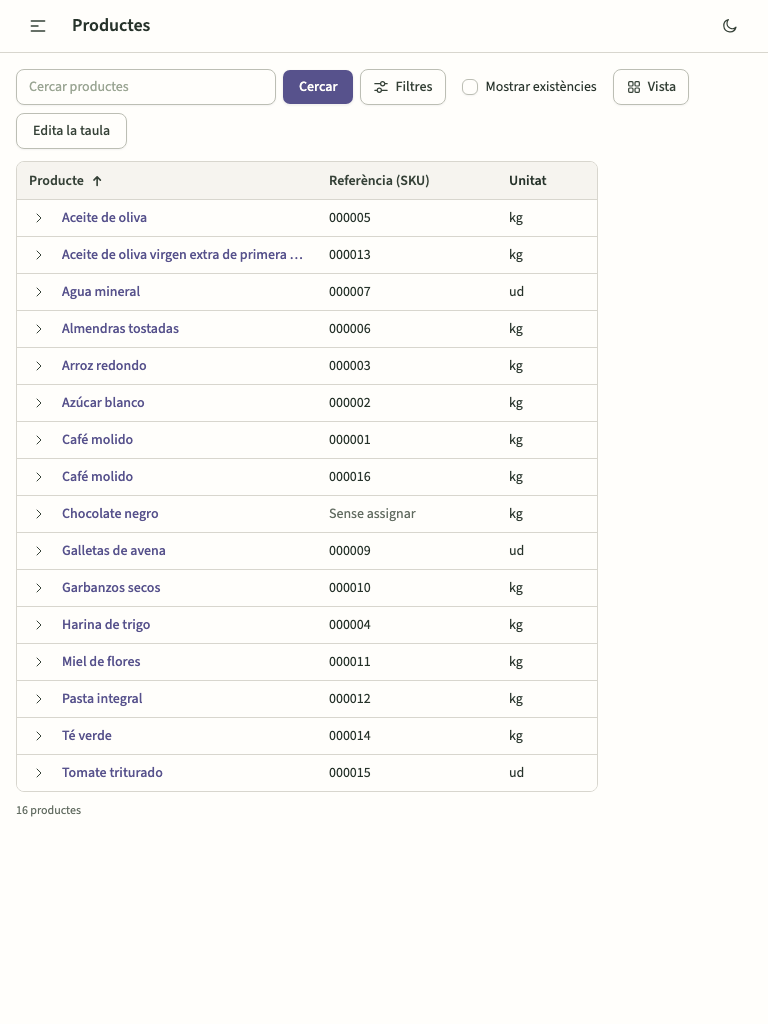 Productes
Cercar productes Cercar Filtres Mostrar existències Vista
Edita la taula
Producte Referència (SKU) Unitat
Aceite de oliva 000005 kg
Aceite de oliva virgen extra de primera … 000013 kg
Agua mineral 000007 ud
Almendras tostadas 000006 kg
Arroz redondo 000003 kg
Azúcar blanco 000002 kg
Café molido 000001 kg
Café molido 000016 kg
Chocolate negro Sense assignar kg
Galletas de avena 000009 ud
Garbanzos secos 000010 kg
Harina de trigo 000004 kg
Miel de flores 000011 kg
Pasta integral 000012 kg
Té verde 000014 kg
Tomate triturado 000015 ud
16 productes